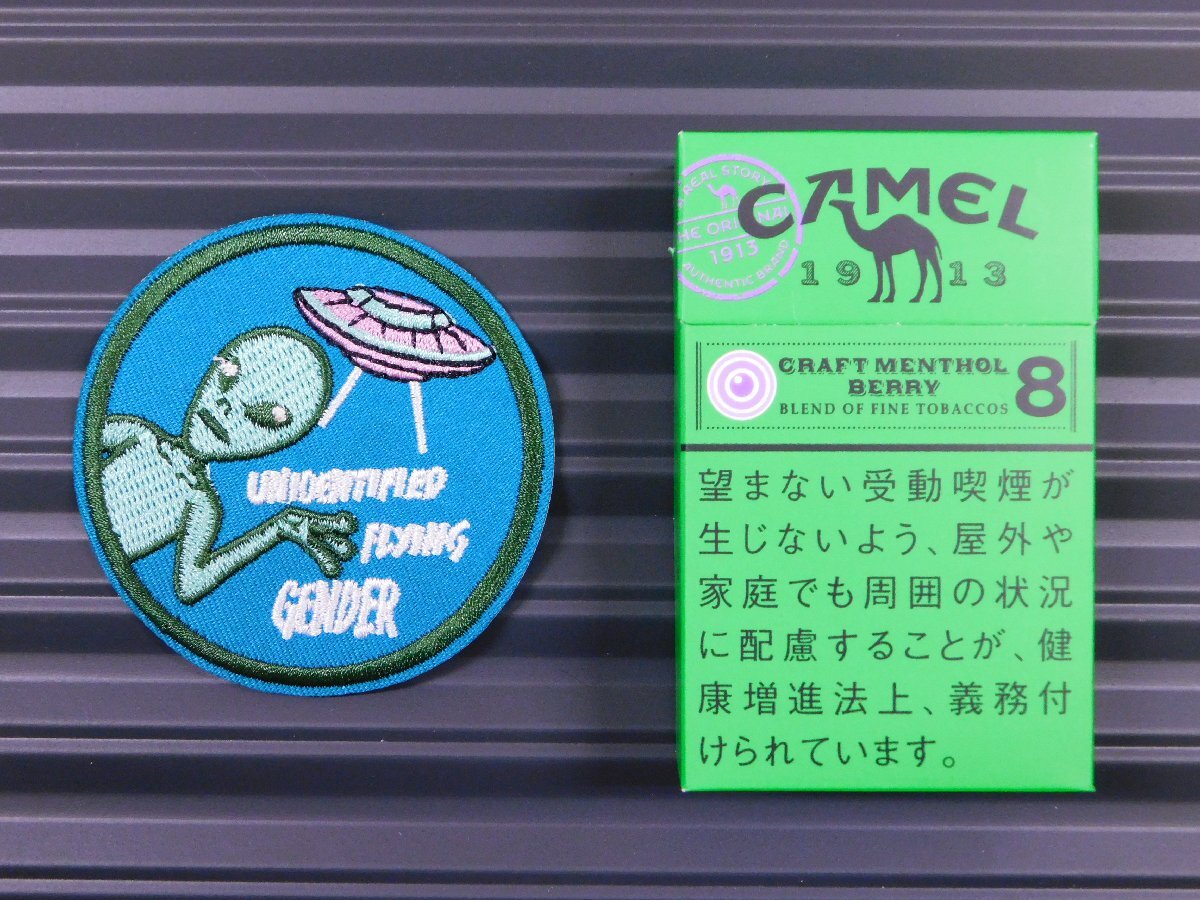 UNIDENTIFIED
FLYING
GENDER
A REAL STORY
THE ORIGINAL
1913
AUTHENTIC BRAND
CAMEL
1913
CRAFT MENTHOL
BERRY
BLEND OF FINE TOBACCOS
8
望まない受動喫煙が
生じないよう、屋外や
家庭でも周囲の状況
に配慮することが、健
康増進法上、義務付
けられています。